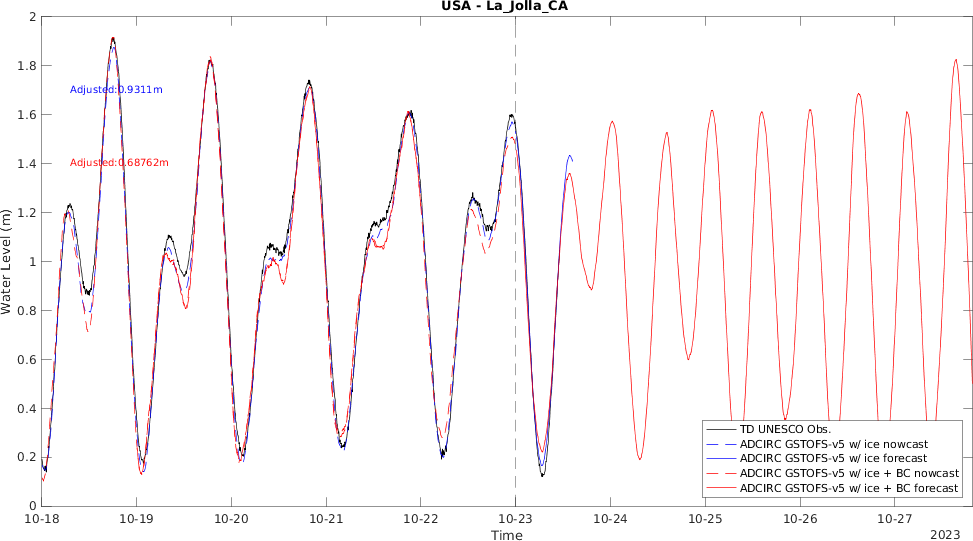 USA - La_Jolla_CA
2
1.8
1.6
1.4
1.2
1
0.8
0.6
0.4
0.2
0
Water Level (m)
Adjusted:0.9311m
Adjusted:0.68762m
TD UNESCO Obs.
ADCIRC GSTOFS-v5 w/ ice nowcast
ADCIRC GSTOFS-v5 w/ ice forecast
ADCIRC GSTOFS-v5 w/ ice + BC nowcast
ADCIRC GSTOFS-v5 w/ ice + BC forecast
10-18 10-19 10-20 10-21 10-22 10-23 10-24 10-25 10-26 10-27
Time
2023